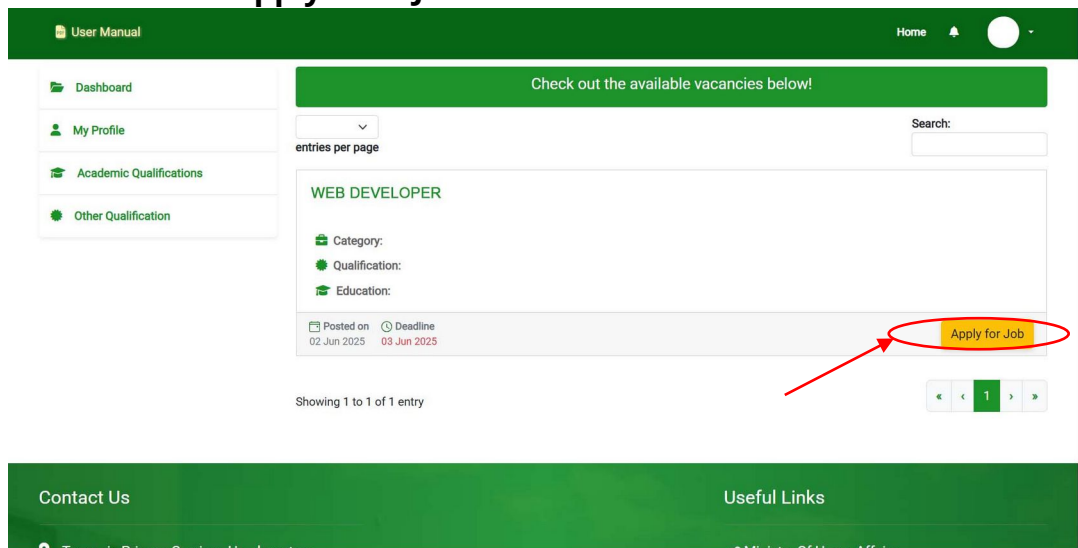 User Manual
Home
Dashboard
My Profile
Academic Qualifications
Other Qualification
Check out the available vacancies below!
entries per page
Search:
WEB DEVELOPER
Category:
Qualification:
Education:
Posted on Deadline
02 Jun 2025 03 Jun 2025
Apply for Job
Showing 1 to 1 of 1 entry
« ‹ 1 › »
Contact Us
Useful Links